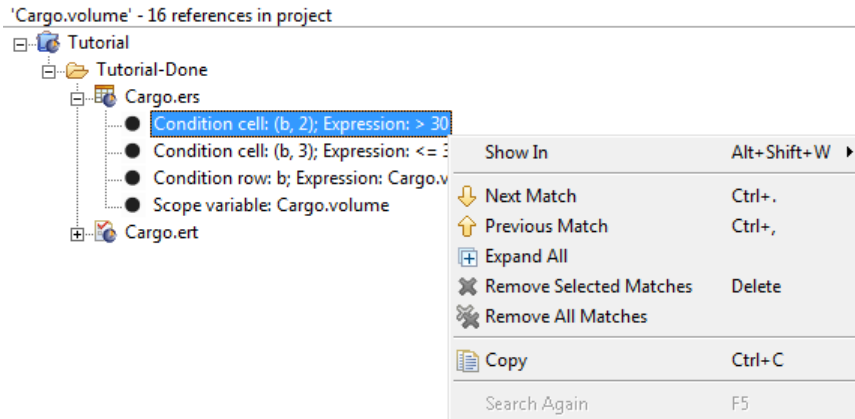 'Cargo.volume' - 16 references in project
Tutorial
Tutorial-Done
Cargo.ers
Condition cell: (b, 2); Expression: > 30
Condition cell: (b, 3); Expression: <= 3
Condition row: b; Expression: Cargo.v
Scope variable: Cargo.volume
Cargo.ert
Show In Alt+Shift+W
Next Match Ctrl+.
Previous Match Ctrl+,
Expand All
Remove Selected Matches Delete
Remove All Matches
Copy Ctrl+C
Search Again F5